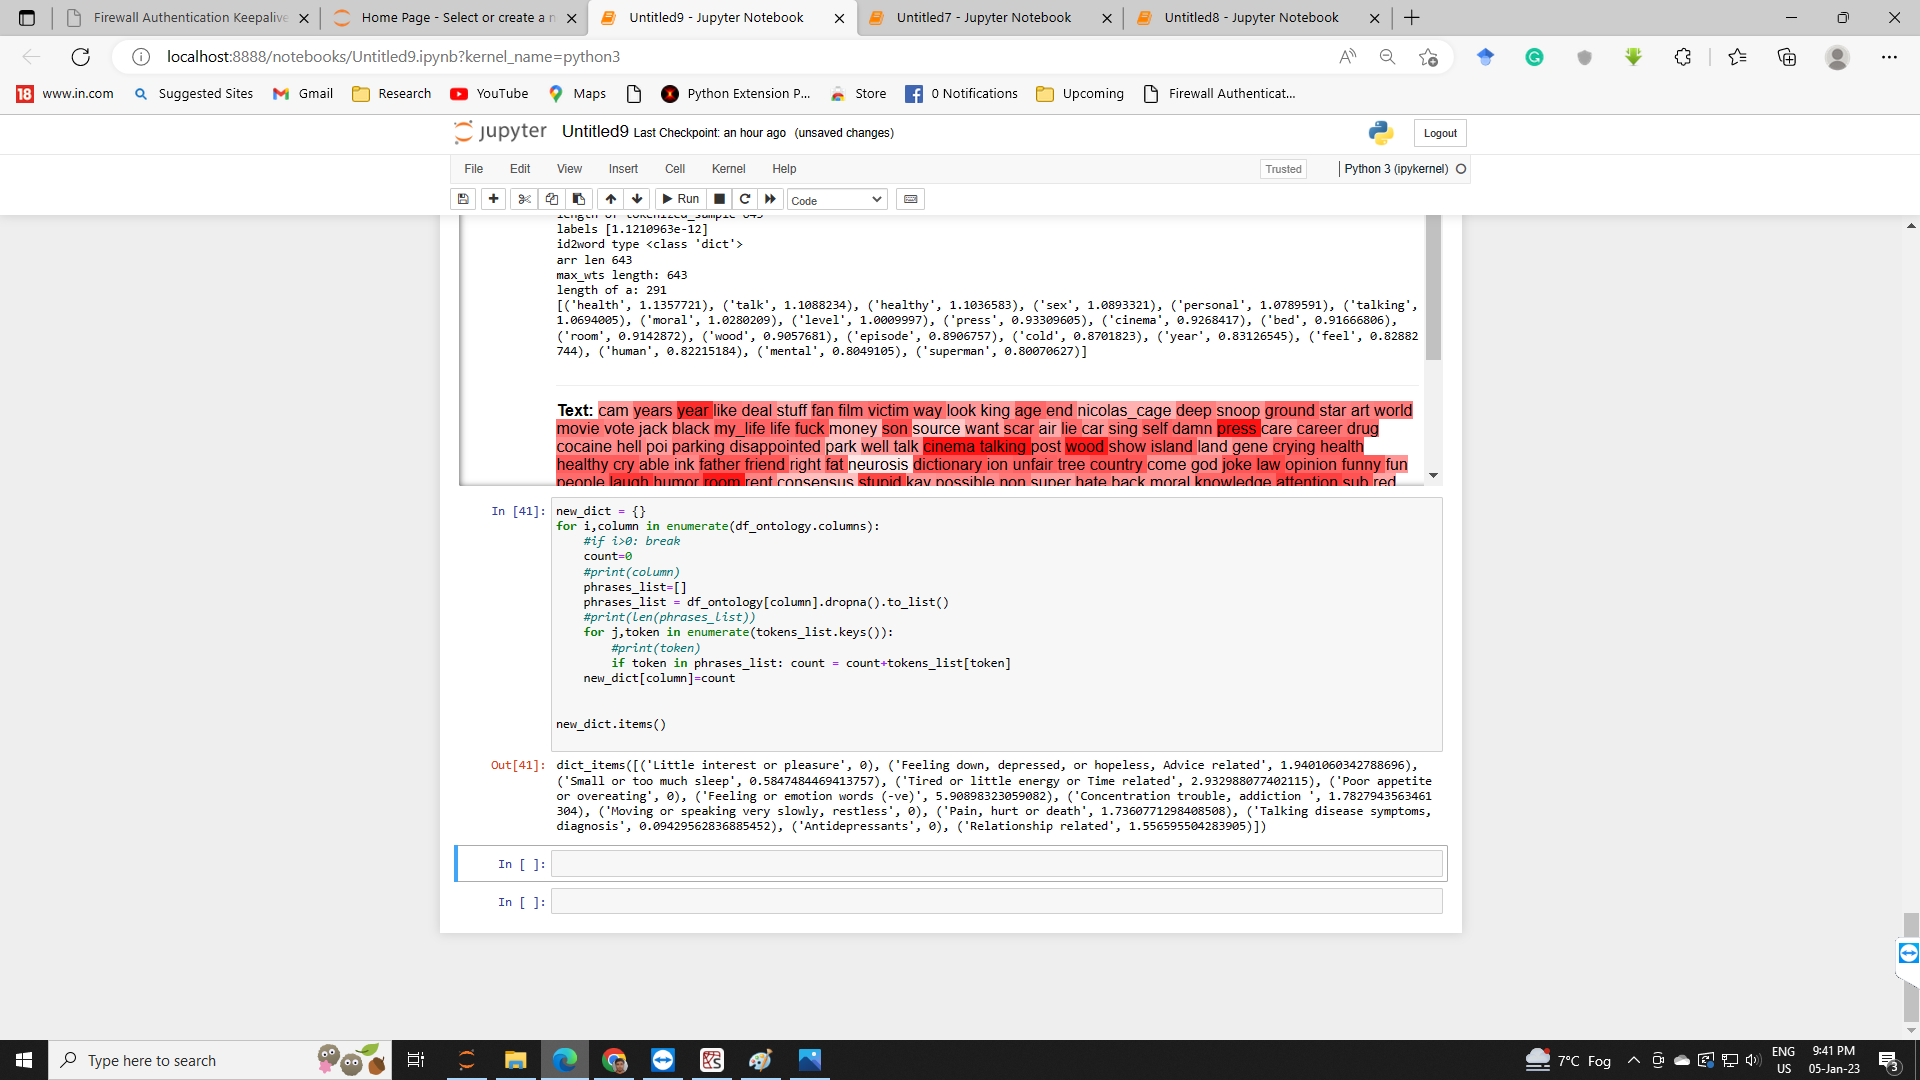 Firewall Authentication Keepalive
Home Page - Select or create a n
Untitled9 - Jupyter Notebook
Untitled7 - Jupyter Notebook
Untitled8 - Jupyter Notebook
localhost:8888/notebooks/Untitled9.ipynb?kernel_name=python3
18 www.in.com Suggested Sites Gmail Research YouTube Maps Python Extension P... Store 0 Notifications Upcoming Firewall Authenticat...
jupyter Untitled9 Last Checkpoint: an hour ago (unsaved changes) Logout
File Edit View Insert Cell Kernel Help Trusted Python 3 (ipykernel)
Run Code
length of tokenized_sample 643
labels [1.1210963e-12]
id2word type <class 'dict'>
arr len 643
max_wts length: 643
length of a: 291
[('health', 1.1357721), ('talk', 1.1088234), ('healthy', 1.1036583), ('sex', 1.0893321), ('personal', 1.0789591), ('talking',
1.0694005), ('moral', 1.0280209), ('level', 1.0009997), ('press', 0.93309605), ('cinema', 0.9268417), ('bed', 0.91666806),
('room', 0.9142872), ('wood', 0.9057681), ('episode', 0.8906757), ('cold', 0.8701823), ('year', 0.83126545), ('feel', 0.82882
744), ('human', 0.82215184), ('mental', 0.8049105), ('superman', 0.80070627)]
Text: cam years year like deal stuff fan film victim way look king age end nicolas_cage deep snoop ground star art world
movie vote jack black my_life life fuck money son source want scar air lie car sing self damn press care career drug
cocaine hell poi parking disappointed park well talk cinema talking post wood show island land gene crying health
healthy cry able ink father friend right fat neurosis dictionary ion unfair tree country come god joke law opinion funny fun
people laugh humor room rent consensus stupid kay possible non super hate back moral knowledge attention sub red
In [41]: new_dict = {}
for i,column in enumerate(df_ontology.columns):
    #if i>0: break
    count=0
    #print(column)
    phrases_list=[]
    phrases_list = df_ontology[column].dropna().to_list()
    #print(len(phrases_list))
    for j,token in enumerate(tokens_list.keys()):
        #print(token)
        if token in phrases_list: count = count+tokens_list[token]
    new_dict[column]=count
new_dict.items()
Out[41]: dict_items([('Little interest or pleasure', 0), ('Feeling down, depressed, or hopeless, Advice related', 1.9401060342788696),
('Small or too much sleep', 0.5847484469413757), ('Tired or little energy or Time related', 2.932988077402115), ('Poor appetite
or overeating', 0), ('Feeling or emotion words (-ve)', 5.90898323059082), ('Concentration trouble, addiction ', 1.7827943563461
304), ('Moving or speaking very slowly, restless', 0), ('Pain, hurt or death', 1.7360771298408508), ('Talking disease symptoms,
diagnosis', 0.09429562836885452), ('Antidepressants', 0), ('Relationship related', 1.556595504283905)])
In [ ]:
In [ ]:
Type here to search
7°C Fog
ENG
US
9:41 PM
05-Jan-23
3